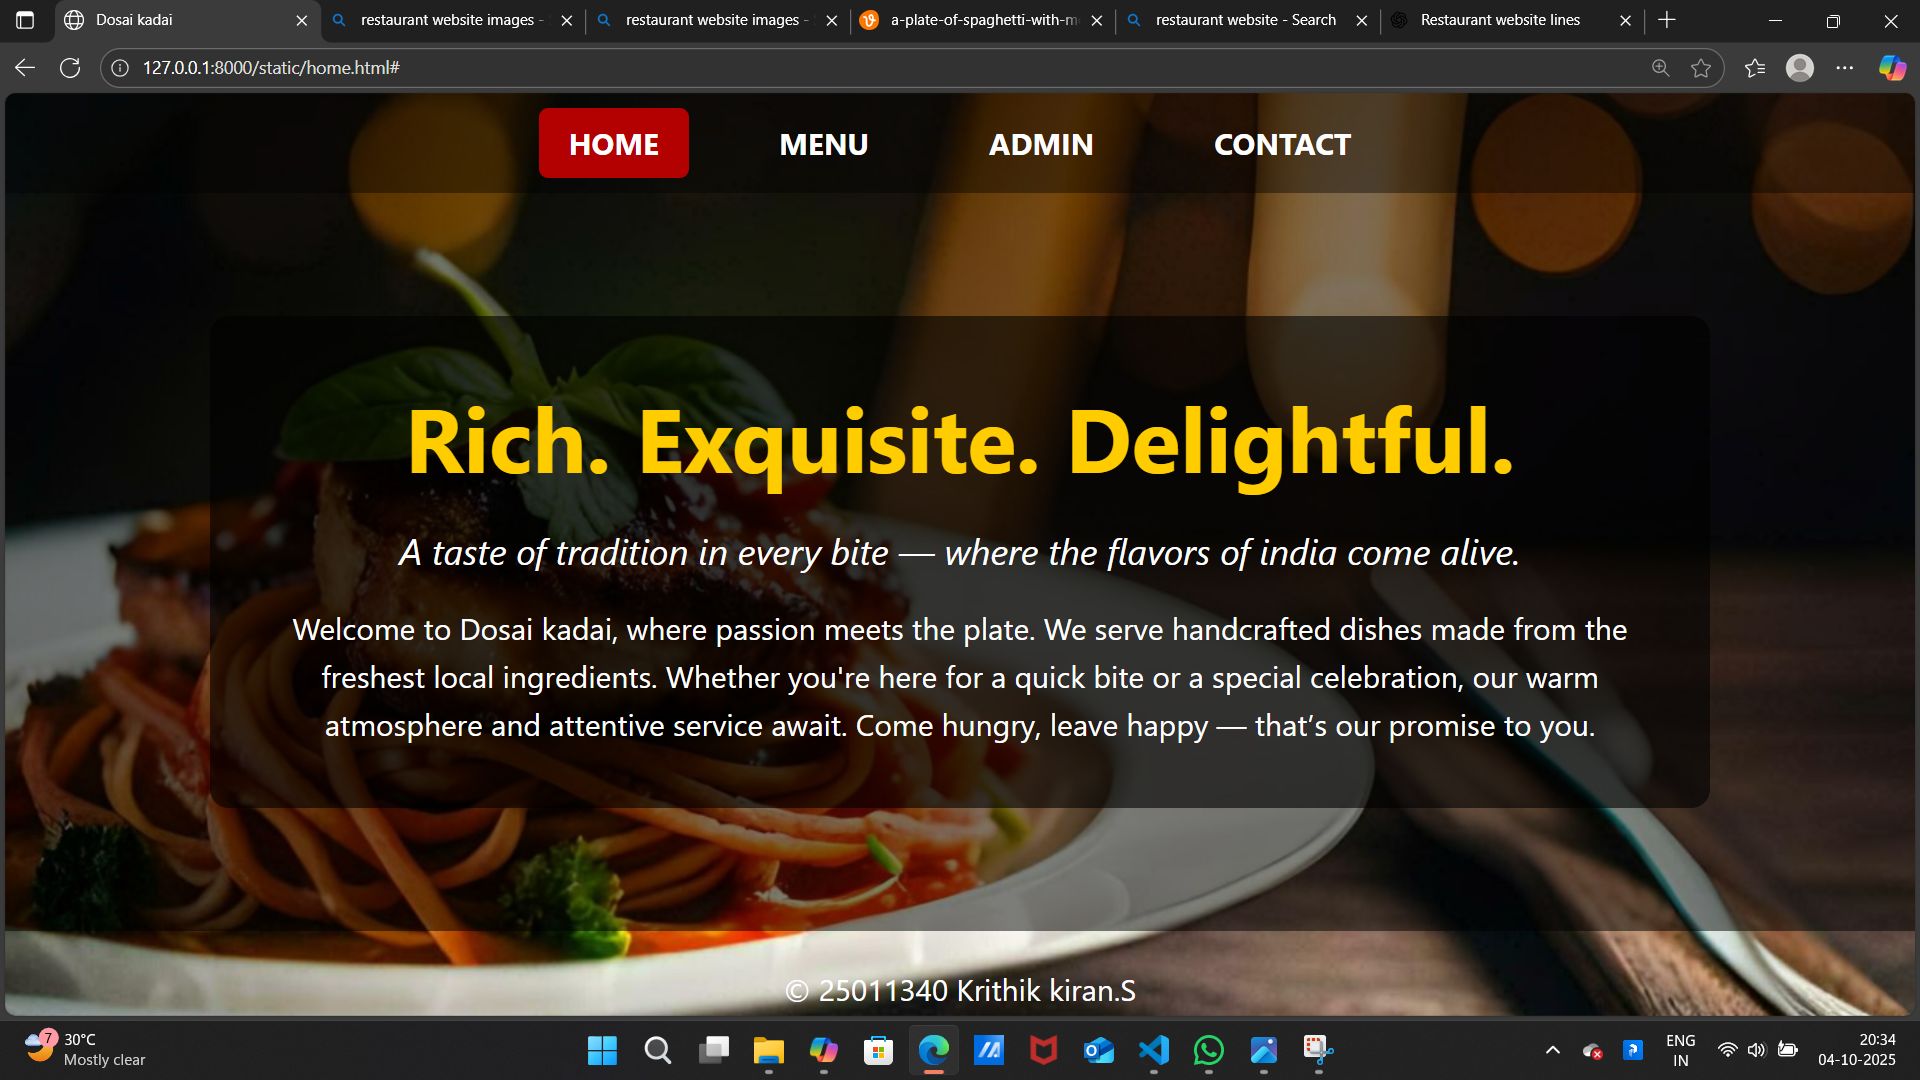 Dosai kadai
restaurant website images -
restaurant website images -
a-plate-of-spaghetti-with-m
restaurant website - Search
Restaurant website lines
127.0.0.1:8000/static/home.html#
HOME MENU ADMIN CONTACT
Rich. Exquisite. Delightful.
A taste of tradition in every bite — where the flavors of india come alive.
Welcome to Dosai kadai, where passion meets the plate. We serve handcrafted dishes made from the
freshest local ingredients. Whether you're here for a quick bite or a special celebration, our warm
atmosphere and attentive service await. Come hungry, leave happy — that’s our promise to you.
© 25011340 Krithik kiran.S
7
30°C
Mostly clear
ENG
IN
20:34
04-10-2025